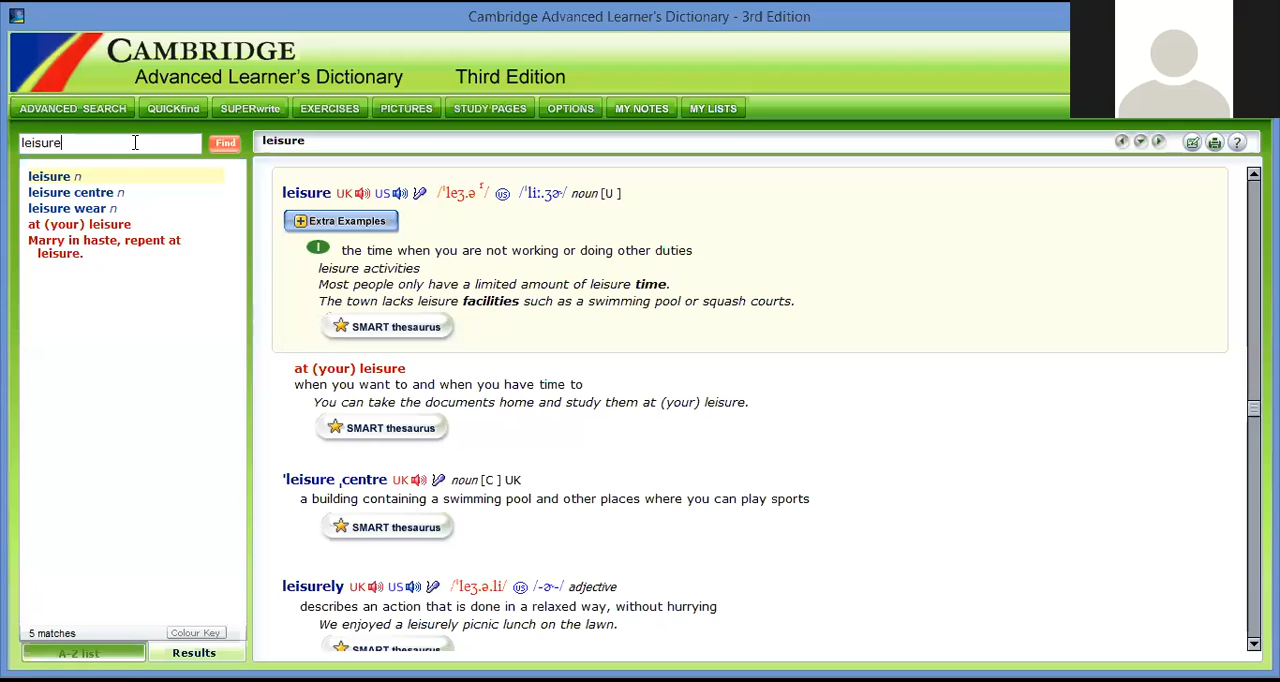 Cambridge Advanced Learner's Dictionary - 3rd Edition
CAMBRIDGE
Advanced Learner's Dictionary Third Edition
ADVANCED SEARCH QUICKfind SUPERwrite EXERCISES PICTURES STUDY PAGES OPTIONS MY NOTES MY LISTS
leisure Find
leisure n
leisure centre n
leisure wear n
at (your) leisure
Marry in haste, repent at
leisure.
5 matches Colour Key
A-Z list Results
leisure ?
leisure UK US /ˈleʒ.ə r / US /ˈliː.ʒɚ/ noun [U ]
+ Extra Examples
I the time when you are not working or doing other duties
leisure activities
Most people only have a limited amount of leisure time.
The town lacks leisure facilities such as a swimming pool or squash courts.
SMART thesaurus
at (your) leisure
when you want to and when you have time to
You can take the documents home and study them at (your) leisure.
SMART thesaurus
ˈleisure ˌcentre UK noun [C ] UK
a building containing a swimming pool and other places where you can play sports
SMART thesaurus
leisurely UK US /ˈleʒ.ə.li/ US /-ɚ-/ adjective
describes an action that is done in a relaxed way, without hurrying
We enjoyed a leisurely picnic lunch on the lawn.
SMART thesaurus